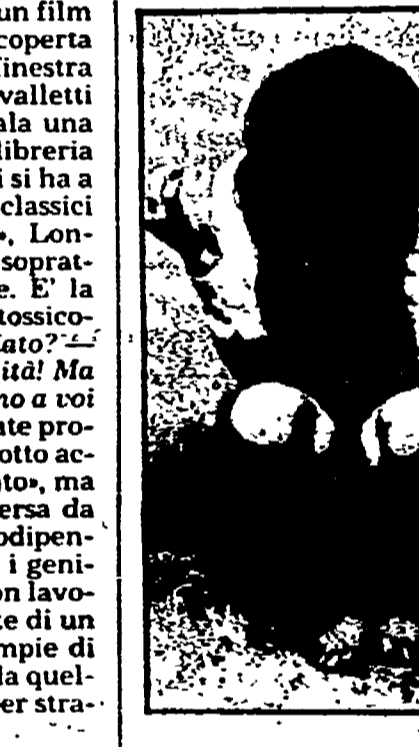 un film
coperta
finestra
valletti
ala una
libreria
i si ha a
classici
», Lon-
soprat-
e. E' la
tossico-
ato? —
ità! Ma
no a voi
ate pro-
otto ac-
nto», ma
ersa da
odipen-
i geni-
on lavo-
te di un
mpie di
la quel-
er stra-